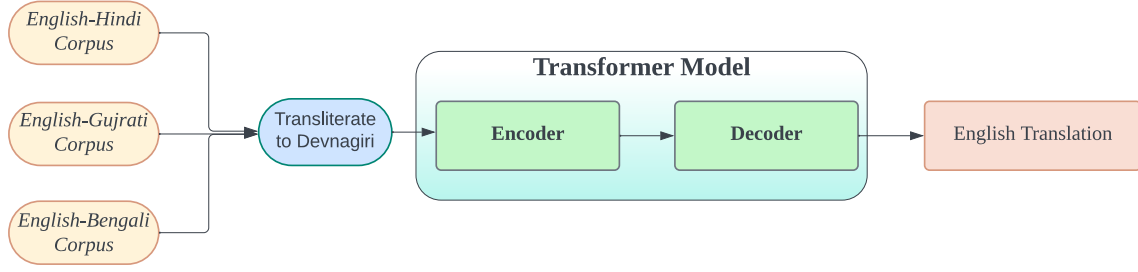 English-Hindi
Corpus
English-Gujrati
Corpus
English-Bengali
Corpus
Transliterate
to Devnagiri
Transformer Model
Encoder
Decoder
English Translation